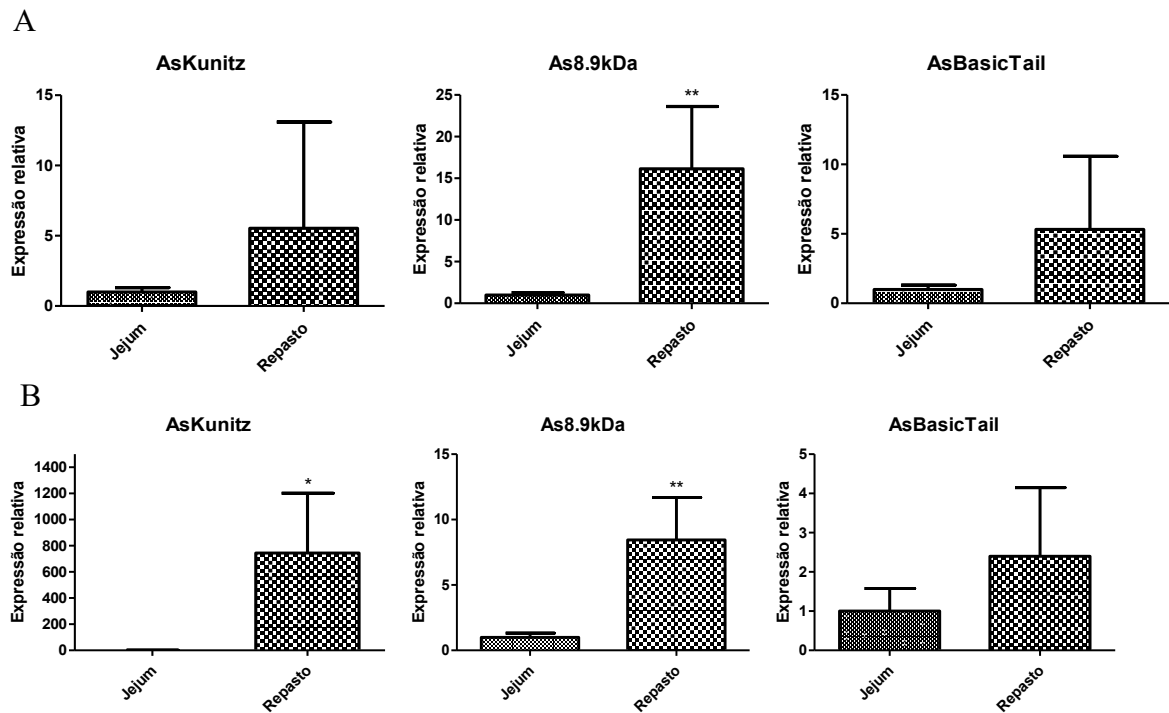 A
AsKunitz
As8.9kDa
AsBasicTail
Expressão relativa
15
10
5
0
Jejum
Repasto
Expressão relativa
25
20
15
10
5
0
**
Jejum
Repasto
Expressão relativa
15
10
5
0
Jejum
Repasto
B
AsKunitz
As8.9kDa
AsBasicTail
Expressão relativa
1400
1200
1000
800
600
400
200
0
*
Jejum
Repasto
Expressão relativa
15
10
5
0
**
Jejum
Repasto
Expressão relativa
5
4
3
2
1
0
Jejum
Repasto